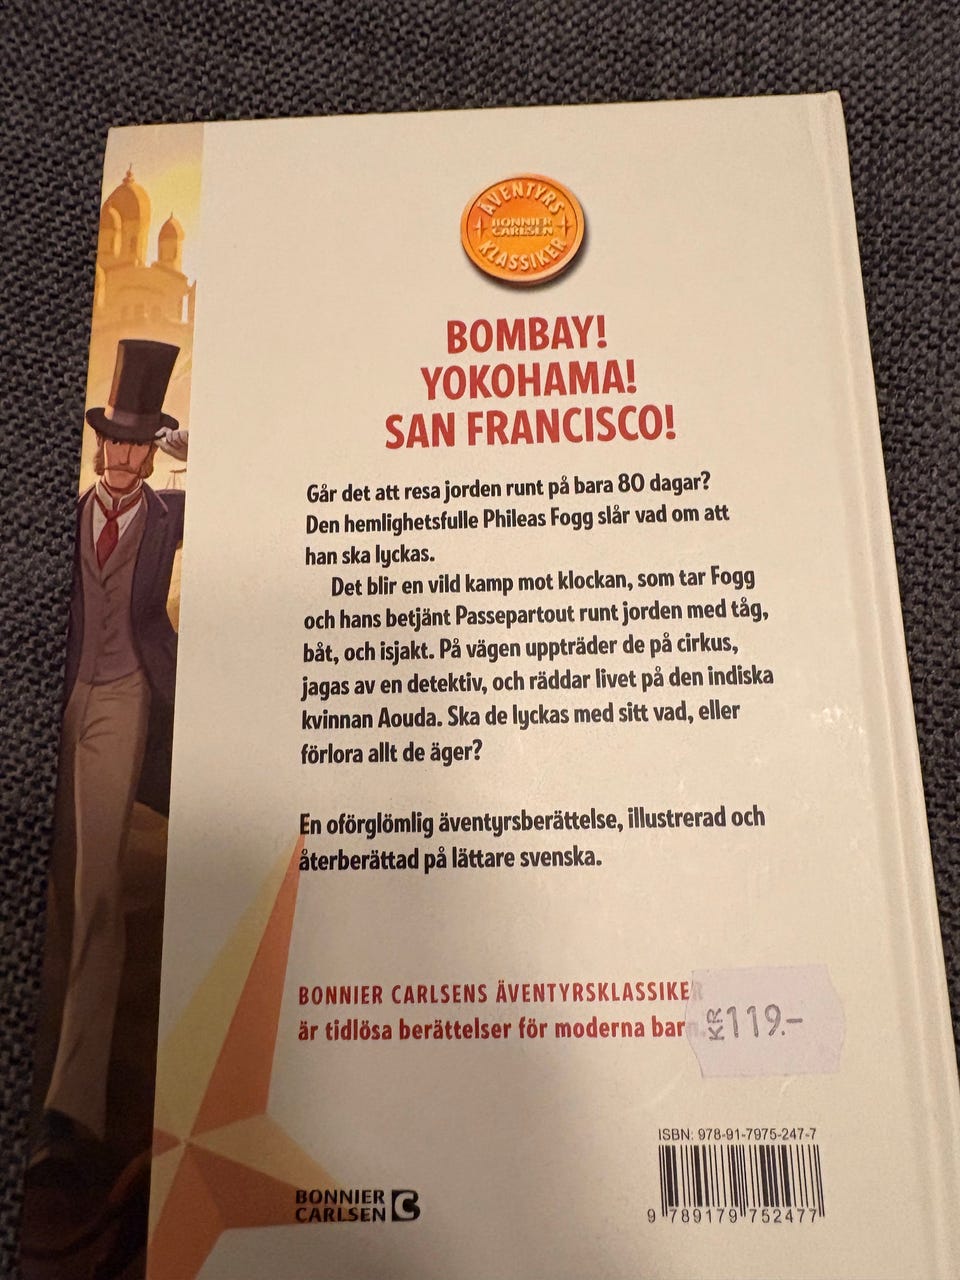 ÄVENTYRS
BONNIER
CARLSEN
KLASSIKER
BOMBAY!
YOKOHAMA!
SAN FRANCISCO!
Går det att resa jorden runt på bara 80 dagar?
Den hemlighetsfulle Phileas Fogg slår vad om att
han ska lyckas.
Det blir en vild kamp mot klockan, som tar Fogg
och hans betjänt Passepartout runt jorden med tåg,
båt, och isjakt. På vägen uppträder de på cirkus,
jagas av en detektiv, och räddar livet på den indiska
kvinnan Aouda. Ska de lyckas med sitt vad, eller
förlora allt de äger?
En oförglömlig äventyrsberättelse, illustrerad och
återberättad på lättare svenska.
BONNIER CARLSENS ÄVENTYRSKLASSIKER
är tidlösa berättelser för moderna barn.
KR 119.-
ISBN: 978-91-7975-247-7
9 789179 752477
BONNIER
CARLSEN